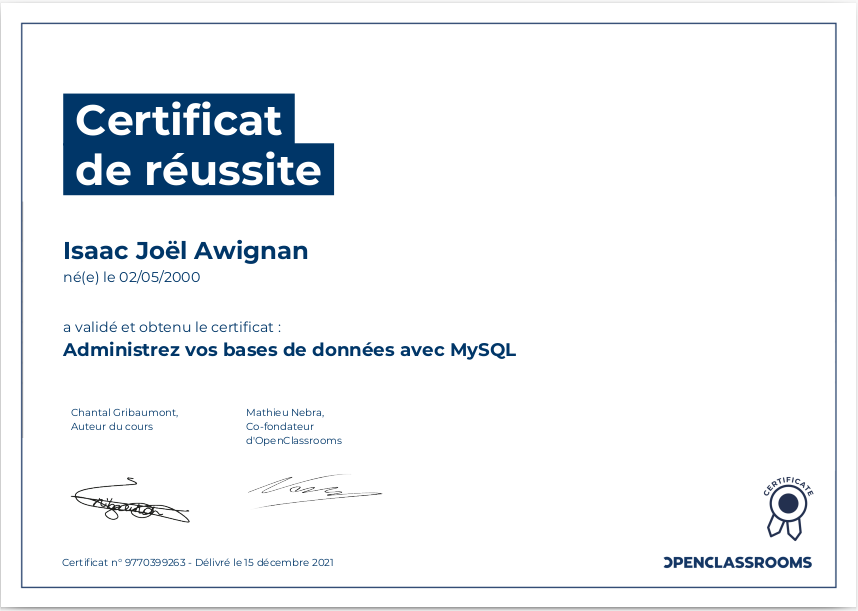 Certificat
de réussite
Isaac Joël Awignan
né(e) le 02/05/2000
a validé et obtenu le certificat :
Administrez vos bases de données avec MySQL
Chantal Gribaumont,
Auteur du cours
Mathieu Nebra,
Co-fondateur
d'OpenClassrooms
CERTIFICATE
Certificat n° 9770399263 - Délivré le 15 décembre 2021
OPENCLASSROOMS